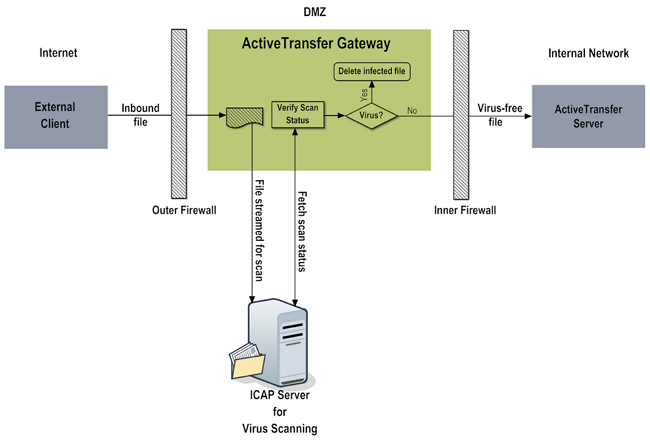 DMZ
Internet
ActiveTransfer Gateway
Internal Network
Delete infected file
External
Client
Inbound
file
Verify Scan
Status
Yes
Virus?
No
Virus-free
file
ActiveTransfer
Server
Outer Firewall
Inner Firewall
File streamed for scan
Fetch scan status
ICAP Server
for
Virus Scanning